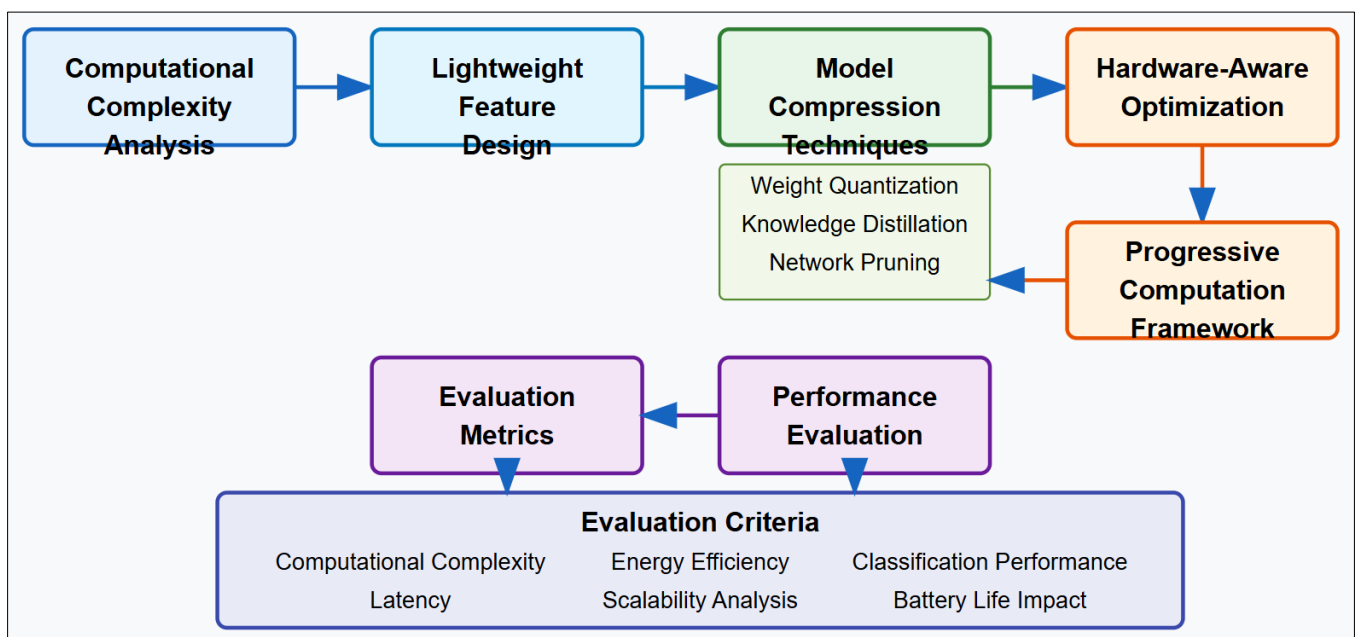 Computational
Complexity
Analysis
Lightweight
Feature
Design
Model
Compression
Techniques
Hardware-Aware
Optimization
Weight Quantization
Knowledge Distillation
Network Pruning
Progressive
Computation
Framework
Evaluation
Metrics
Performance
Evaluation
Evaluation Criteria
Computational Complexity
Energy Efficiency
Classification Performance
Latency
Scalability Analysis
Battery Life Impact